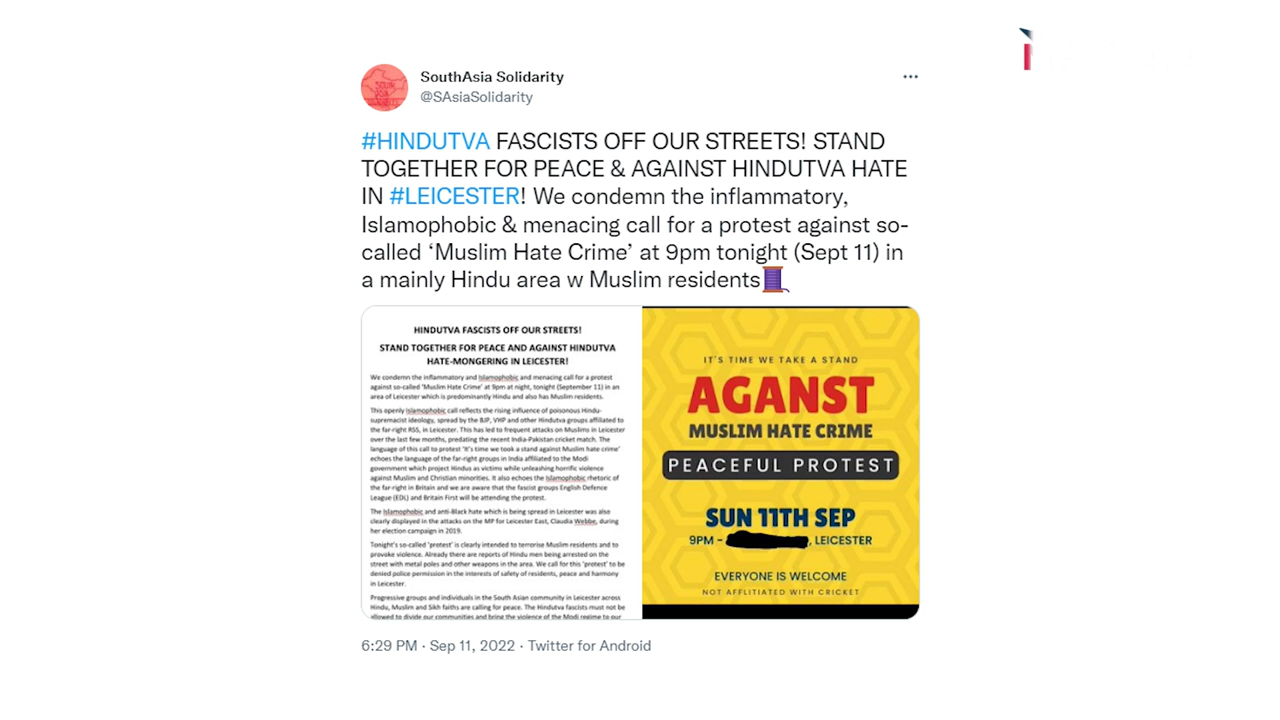 SouthAsia Solidarity
@SAsiaSolidarity
#HINDUTVA FASCISTS OFF OUR STREETS! STAND
TOGETHER FOR PEACE & AGAINST HINDUTVA HATE
IN #LEICESTER! We condemn the inflammatory,
Islamophobic & menacing call for a protest against so-
called ‘Muslim Hate Crime’ at 9pm tonight (Sept 11) in
a mainly Hindu area w Muslim residents
HINDUTVA FASCISTS OFF OUR STREETS!
STAND TOGETHER FOR PEACE AND AGAINST HINDUTVA
HATE-MONGERING IN LEICESTER!
We condemn the inflammatory and Islamophobic and menacing call for a protest
against so-called 'Muslim Hate Crime' at 9pm at night, tonight (September 11) in an
area of Leicester which is predominantly Hindu and also has Muslim residents.
This openly Islamophobic call reflects the rising influence of poisonous Hindu-
supremacist ideology, spread by the BJP, VHP and other Hindutva groups affiliated to
the far-right RSS, in Leicester. This has led to frequent attacks on Muslims in Leicester
over the last few months, predating the recent India-Pakistan cricket match. The
language of this call to protest 'It's time we took a stand against Muslim hate crime'
echoes the language of the far-right groups in India affiliated to the Modi
government which project Hindus as victims while unleashing horrific violence
against Muslim and Christian minorities. It also echoes the Islamophobic rhetoric of
the far-right in Britain and we are aware that the fascist groups English Defence
League (EDL) and Britain First will be attending the protest.
The Islamophobic and anti-Black hate which is being spread in Leicester was also
clearly displayed in the attacks on the MP for Leicester East, Claudia Webbe, during
her election campaign in 2019.
Tonight's so-called 'protest' is clearly intended to terrorise Muslim residents and to
provoke violence. Already there are reports of Hindu men being arrested on the
street with metal poles and other weapons in the area. We call for this 'protest' to be
denied police permission in the interests of safety of residents, peace and harmony
in Leicester.
Progressive groups and individuals in the South Asian community in Leicester across
Hindu, Muslim and Sikh faiths are calling for peace. The Hindutva fascists must not be
allowed to divide our communities and bring the violence of the Modi regime to our
IT'S TIME WE TAKE A STAND
AGANST
MUSLIM HATE CRIME
PEACEFUL PROTEST
SUN 11TH SEP
9PM - , LEICESTER
EVERYONE IS WELCOME
NOT AFFLITIATED WITH CRICKET
6:29 PM · Sep 11, 2022 · Twitter for Android